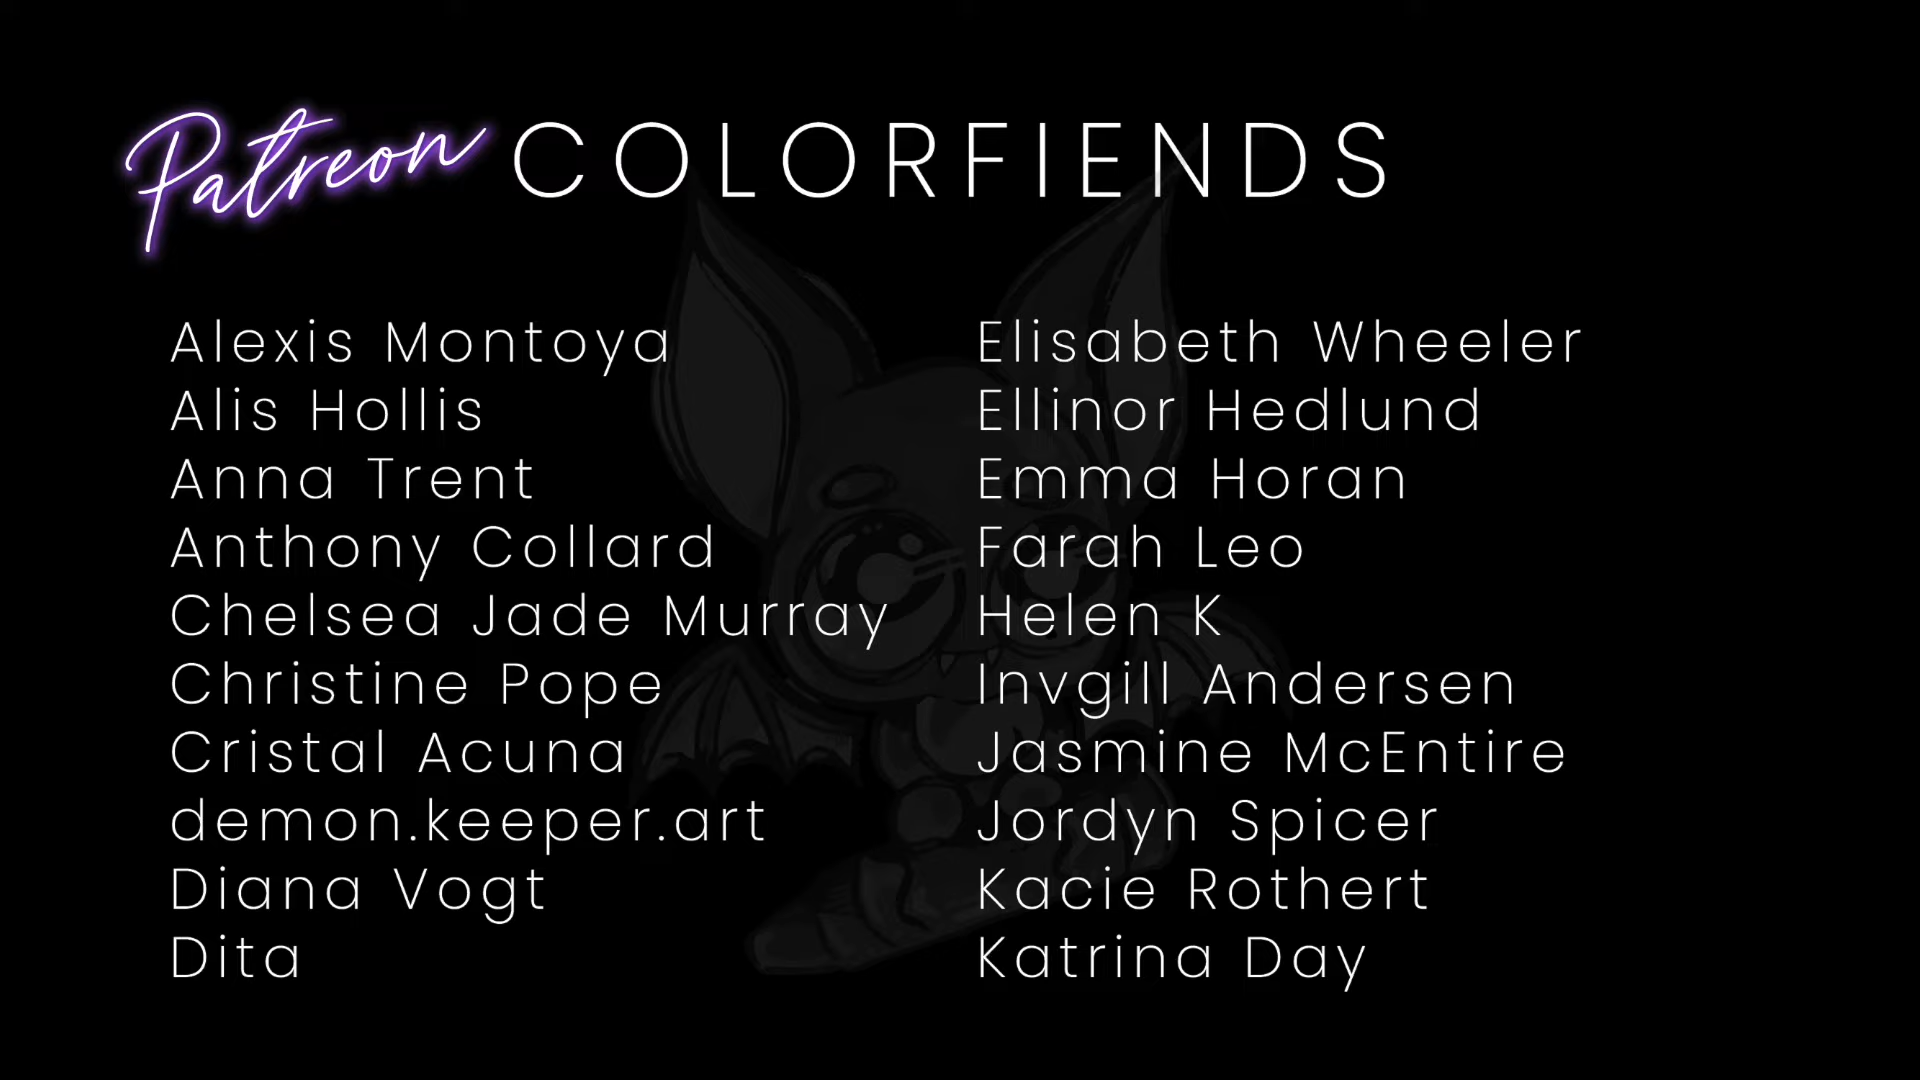 Patreon COLORFIENDS
Alexis Montoya
Alis Hollis
Anna Trent
Anthony Collard
Chelsea Jade Murray
Christine Pope
Cristal Acuna
demon.keeper.art
Diana Vogt
Dita
Elisabeth Wheeler
Ellinor Hedlund
Emma Horan
Farah Leo
Helen K
Invgill Andersen
Jasmine McEntire
Jordyn Spicer
Kacie Rothert
Katrina Day